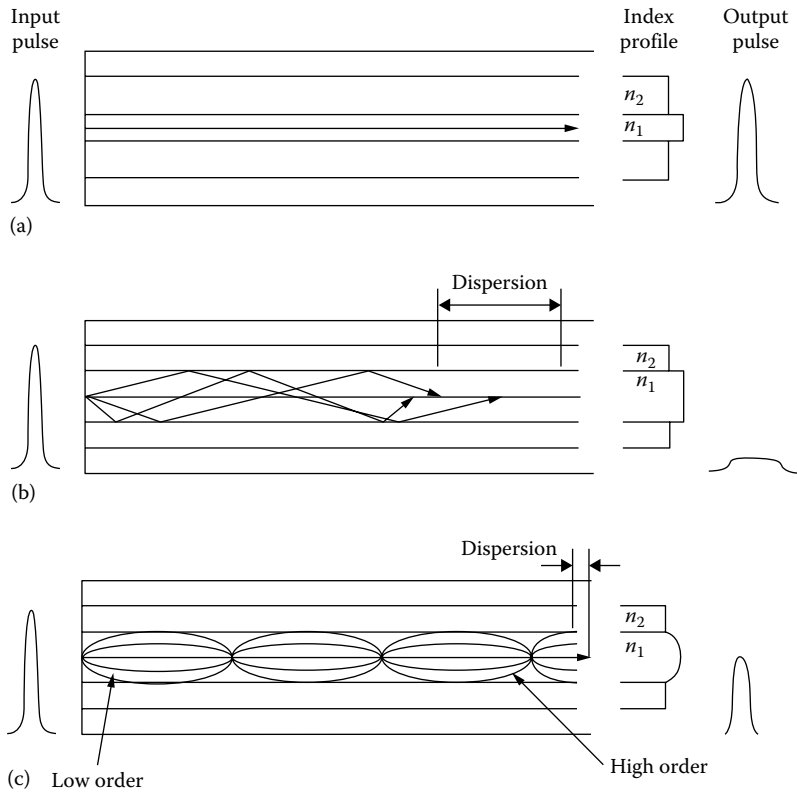 Input
pulse
Index
profile
Output
pulse
n2
n1
(a)
Dispersion
n2
n1
(b)
Dispersion
n2
n1
(c)
Low order
High order